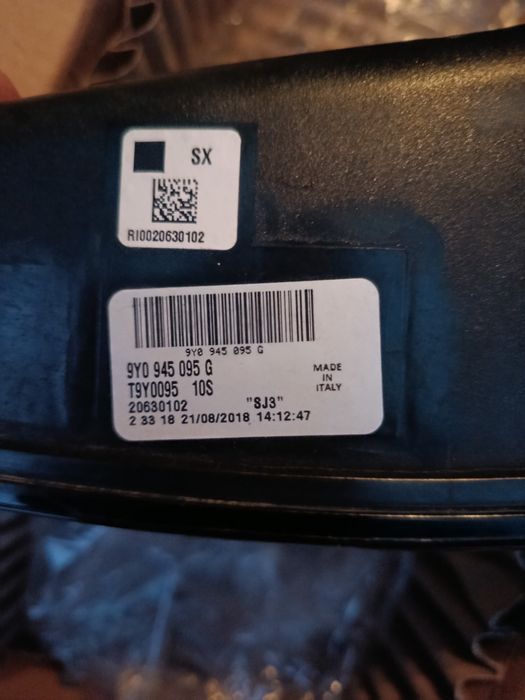 SX
RI0020630102
9Y0 945 095 G
9Y0 945 095 G
T9Y0095 10S
20630102 "SJ3"
2 33 18 21/08/2018 14:12:47
MADE
IN
ITALY